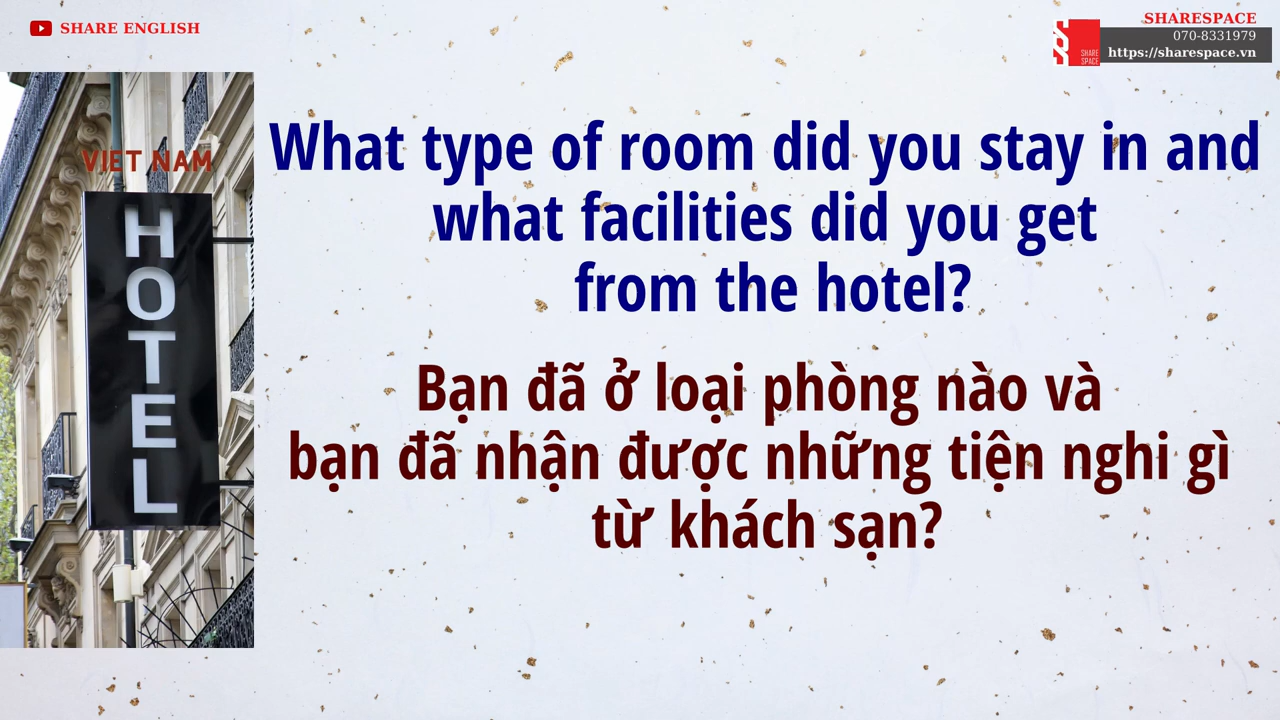 SHARE ENGLISH
SHARESPACE
070-8331979
https://sharespace.vn
SHARE
SPACE
VIET NAM
HOTEL
What type of room did you stay in and
what facilities did you get
from the hotel?
Bạn đã ở loại phòng nào và
bạn đã nhận được những tiện nghi gì
từ khách sạn?